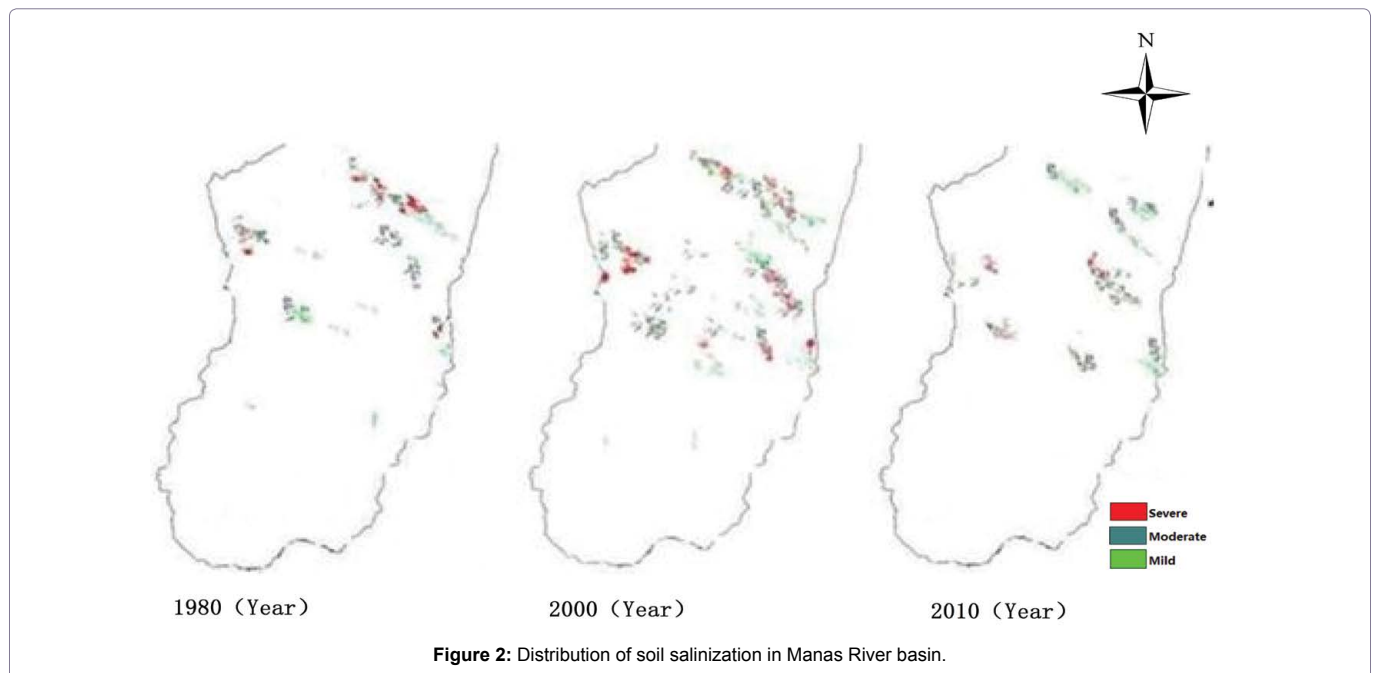 N
Severe
Moderate
Mild
1980 (Year)
2000 (Year)
2010 (Year)
Figure 2: Distribution of soil salinization in Manas River basin.